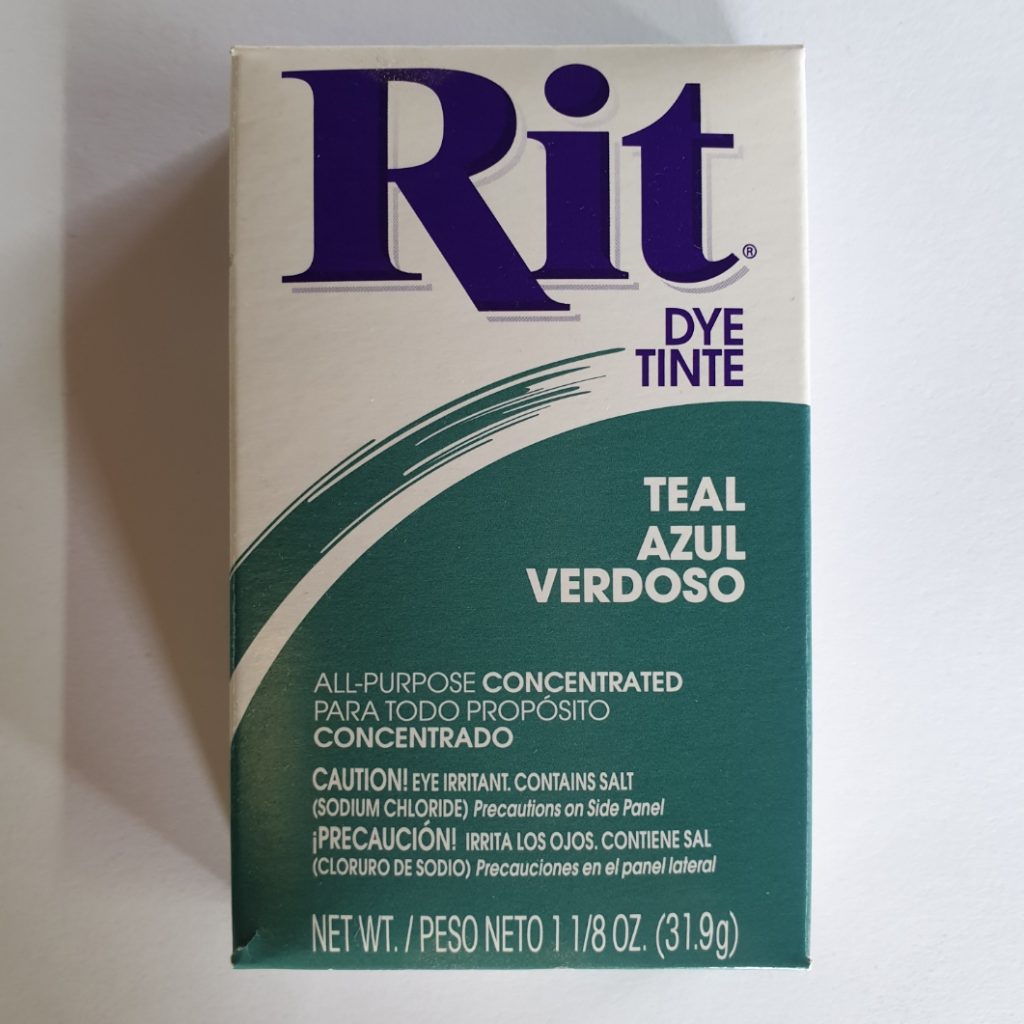 Rit®
DYE
TINTE
TEAL
AZUL
VERDOSO
ALL-PURPOSE CONCENTRATED
PARA TODO PROPÓSITO
CONCENTRADO
CAUTION! EYE IRRITANT. CONTAINS SALT
(SODIUM CHLORIDE) Precautions on Side Panel
¡PRECAUCIÓN! IRRITA LOS OJOS. CONTIENE SAL
(CLORURO DE SODIO) Precauciones en el panel lateral
NET WT. / PESO NETO 1 1/8 OZ. (31.9g)